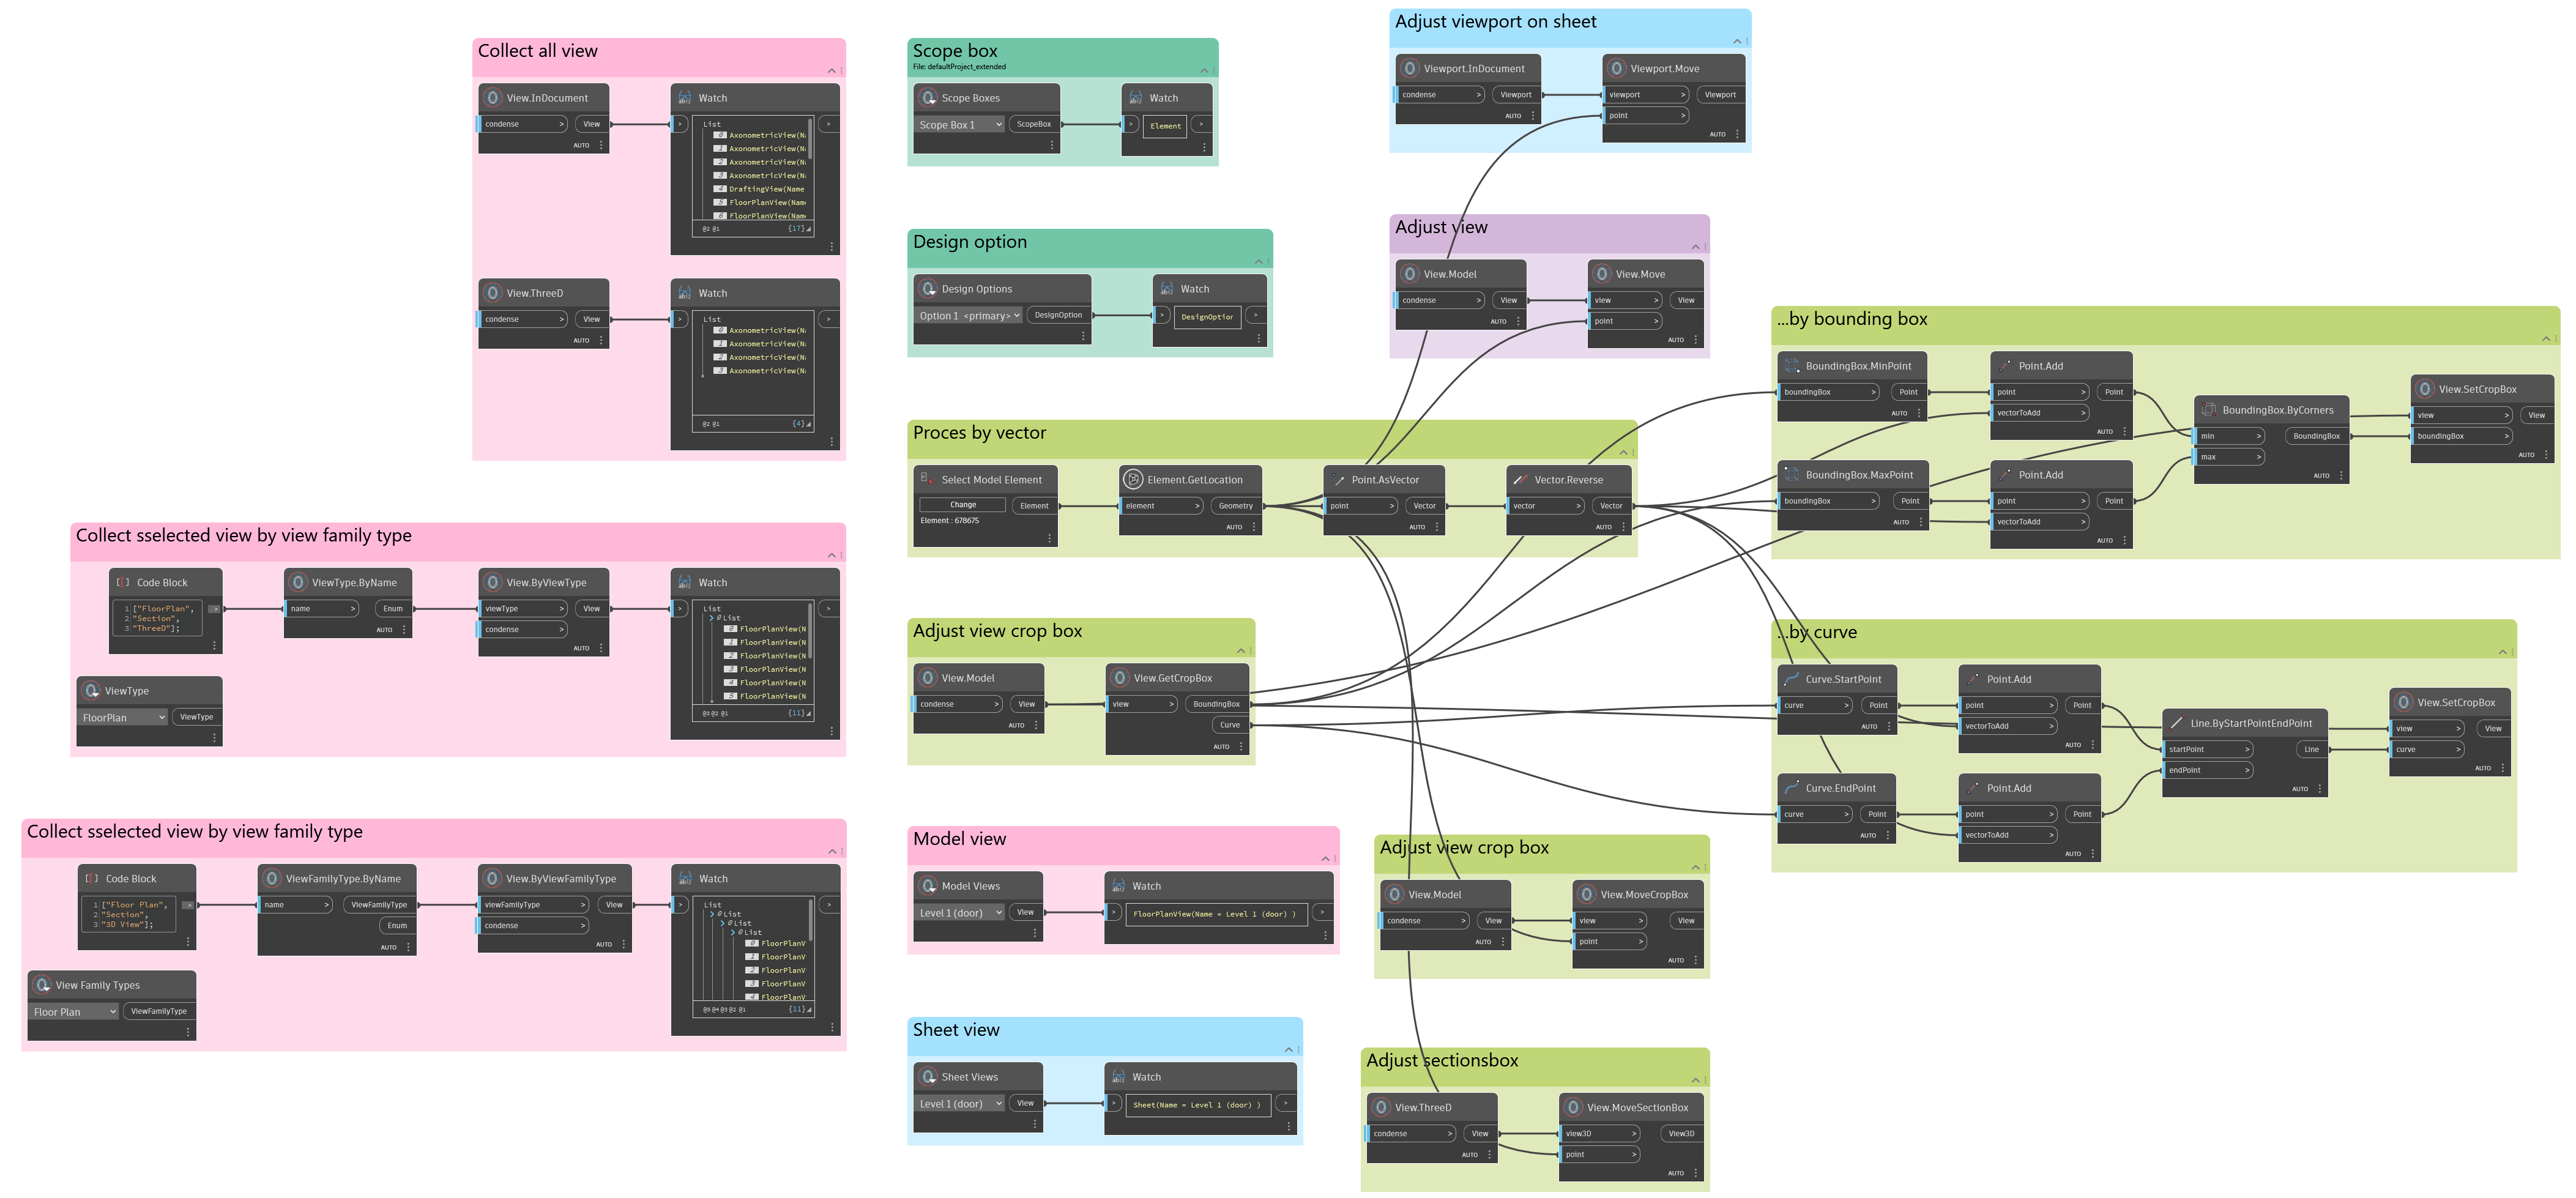 Collect all view
View.InDocument
condense >
View
AUTO
Watch
>
>
List
0 AxonometricView(Na
1 AxonometricView(Na
2 AxonometricView(Na
3 AxonometricView(Na
4 DraftingView(Name
5 FloorPlanView(Name
6 FloorPlanView(Name
@2 @1 {17}
View.ThreeD
condense >
View
AUTO
Watch
>
>
List
0 AxonometricView(Na
1 AxonometricView(Na
2 AxonometricView(Na
3 AxonometricView(Na
@2 @1 {4}
Collect sselected view by view family type
Code Block
1 ["FloorPlan",
2 "Section",
3 "ThreeD"];
>
ViewType.ByName
name >
Enum
AUTO
View.ByViewType
viewType >
View
condense >
AUTO
Watch
>
>
List
0 List
0 FloorPlanView(N
1 FloorPlanView(N
2 FloorPlanView(N
3 FloorPlanView(N
4 FloorPlanView(N
5 FloorPlanView(N
@3 @2 @1 {11}
ViewType
FloorPlan
ViewType
Collect sselected view by view family type
Code Block
1 ["Floor Plan",
2 "Section",
3 "3D View"];
>
ViewFamilyType.ByName
name >
ViewFamilyType
Enum
AUTO
View.ByViewFamilyType
viewFamilyType >
View
condense >
AUTO
Watch
>
>
List
0 List
0 List
0 List
0 FloorPlanV
1 FloorPlanV
2 FloorPlanV
3 FloorPlanV
4 FloorPlanV
@5 @4 @3 @2 @1 {11}
View Family Types
Floor Plan
ViewFamilyType
Scope box
File: defaultProject_extended
Scope Boxes
Scope Box 1
ScopeBox
Watch
>
Element
>
Design option
Design Options
Option 1 <primary>
DesignOption
Watch
>
DesignOptior
>
Proces by vector
Select Model Element
Change
Element
Element : 678675
Element.GetLocation
element >
Geometry
AUTO
Point.AsVector
point >
Vector
AUTO
Vector.Reverse
vector >
Vector
AUTO
Adjust view crop box
View.Model
condense >
View
AUTO
View.GetCropBox
view >
BoundingBox
Curve
AUTO
Model view
Model Views
Level 1 (door)
View
Watch
>
FloorPlanView(Name = Level 1 (door) )
>
Sheet view
Sheet Views
Level 1 (door)
View
Watch
>
Sheet(Name = Level 1 (door) )
>
Adjust viewport on sheet
Viewport.InDocument
condense >
Viewport
AUTO
Viewport.Move
viewport >
Viewport
point >
AUTO
Adjust view
View.Model
condense >
View
AUTO
View.Move
view >
View
point >
AUTO
Adjust view crop box
View.Model
condense >
View
AUTO
View.MoveCropBox
view >
View
point >
AUTO
Adjust sectionsbox
View.ThreeD
condense >
View
AUTO
View.MoveSectionBox
view3D >
View3D
point >
AUTO
...by bounding box
BoundingBox.MinPoint
boundingBox >
Point
AUTO
Point.Add
point >
Point
vectorToAdd >
AUTO
BoundingBox.MaxPoint
boundingBox >
Point
AUTO
Point.Add
point >
Point
vectorToAdd >
AUTO
BoundingBox.ByCorners
min >
BoundingBox
max >
AUTO
View.SetCropBox
view >
View
boundingBox >
AUTO
...by curve
Curve.StartPoint
curve >
Point
AUTO
Point.Add
point >
Point
vectorToAdd >
AUTO
Curve.EndPoint
curve >
Point
AUTO
Point.Add
point >
Point
vectorToAdd >
AUTO
Line.ByStartPointEndPoint
startPoint >
Line
endPoint >
AUTO
View.SetCropBox
view >
View
curve >
AUTO